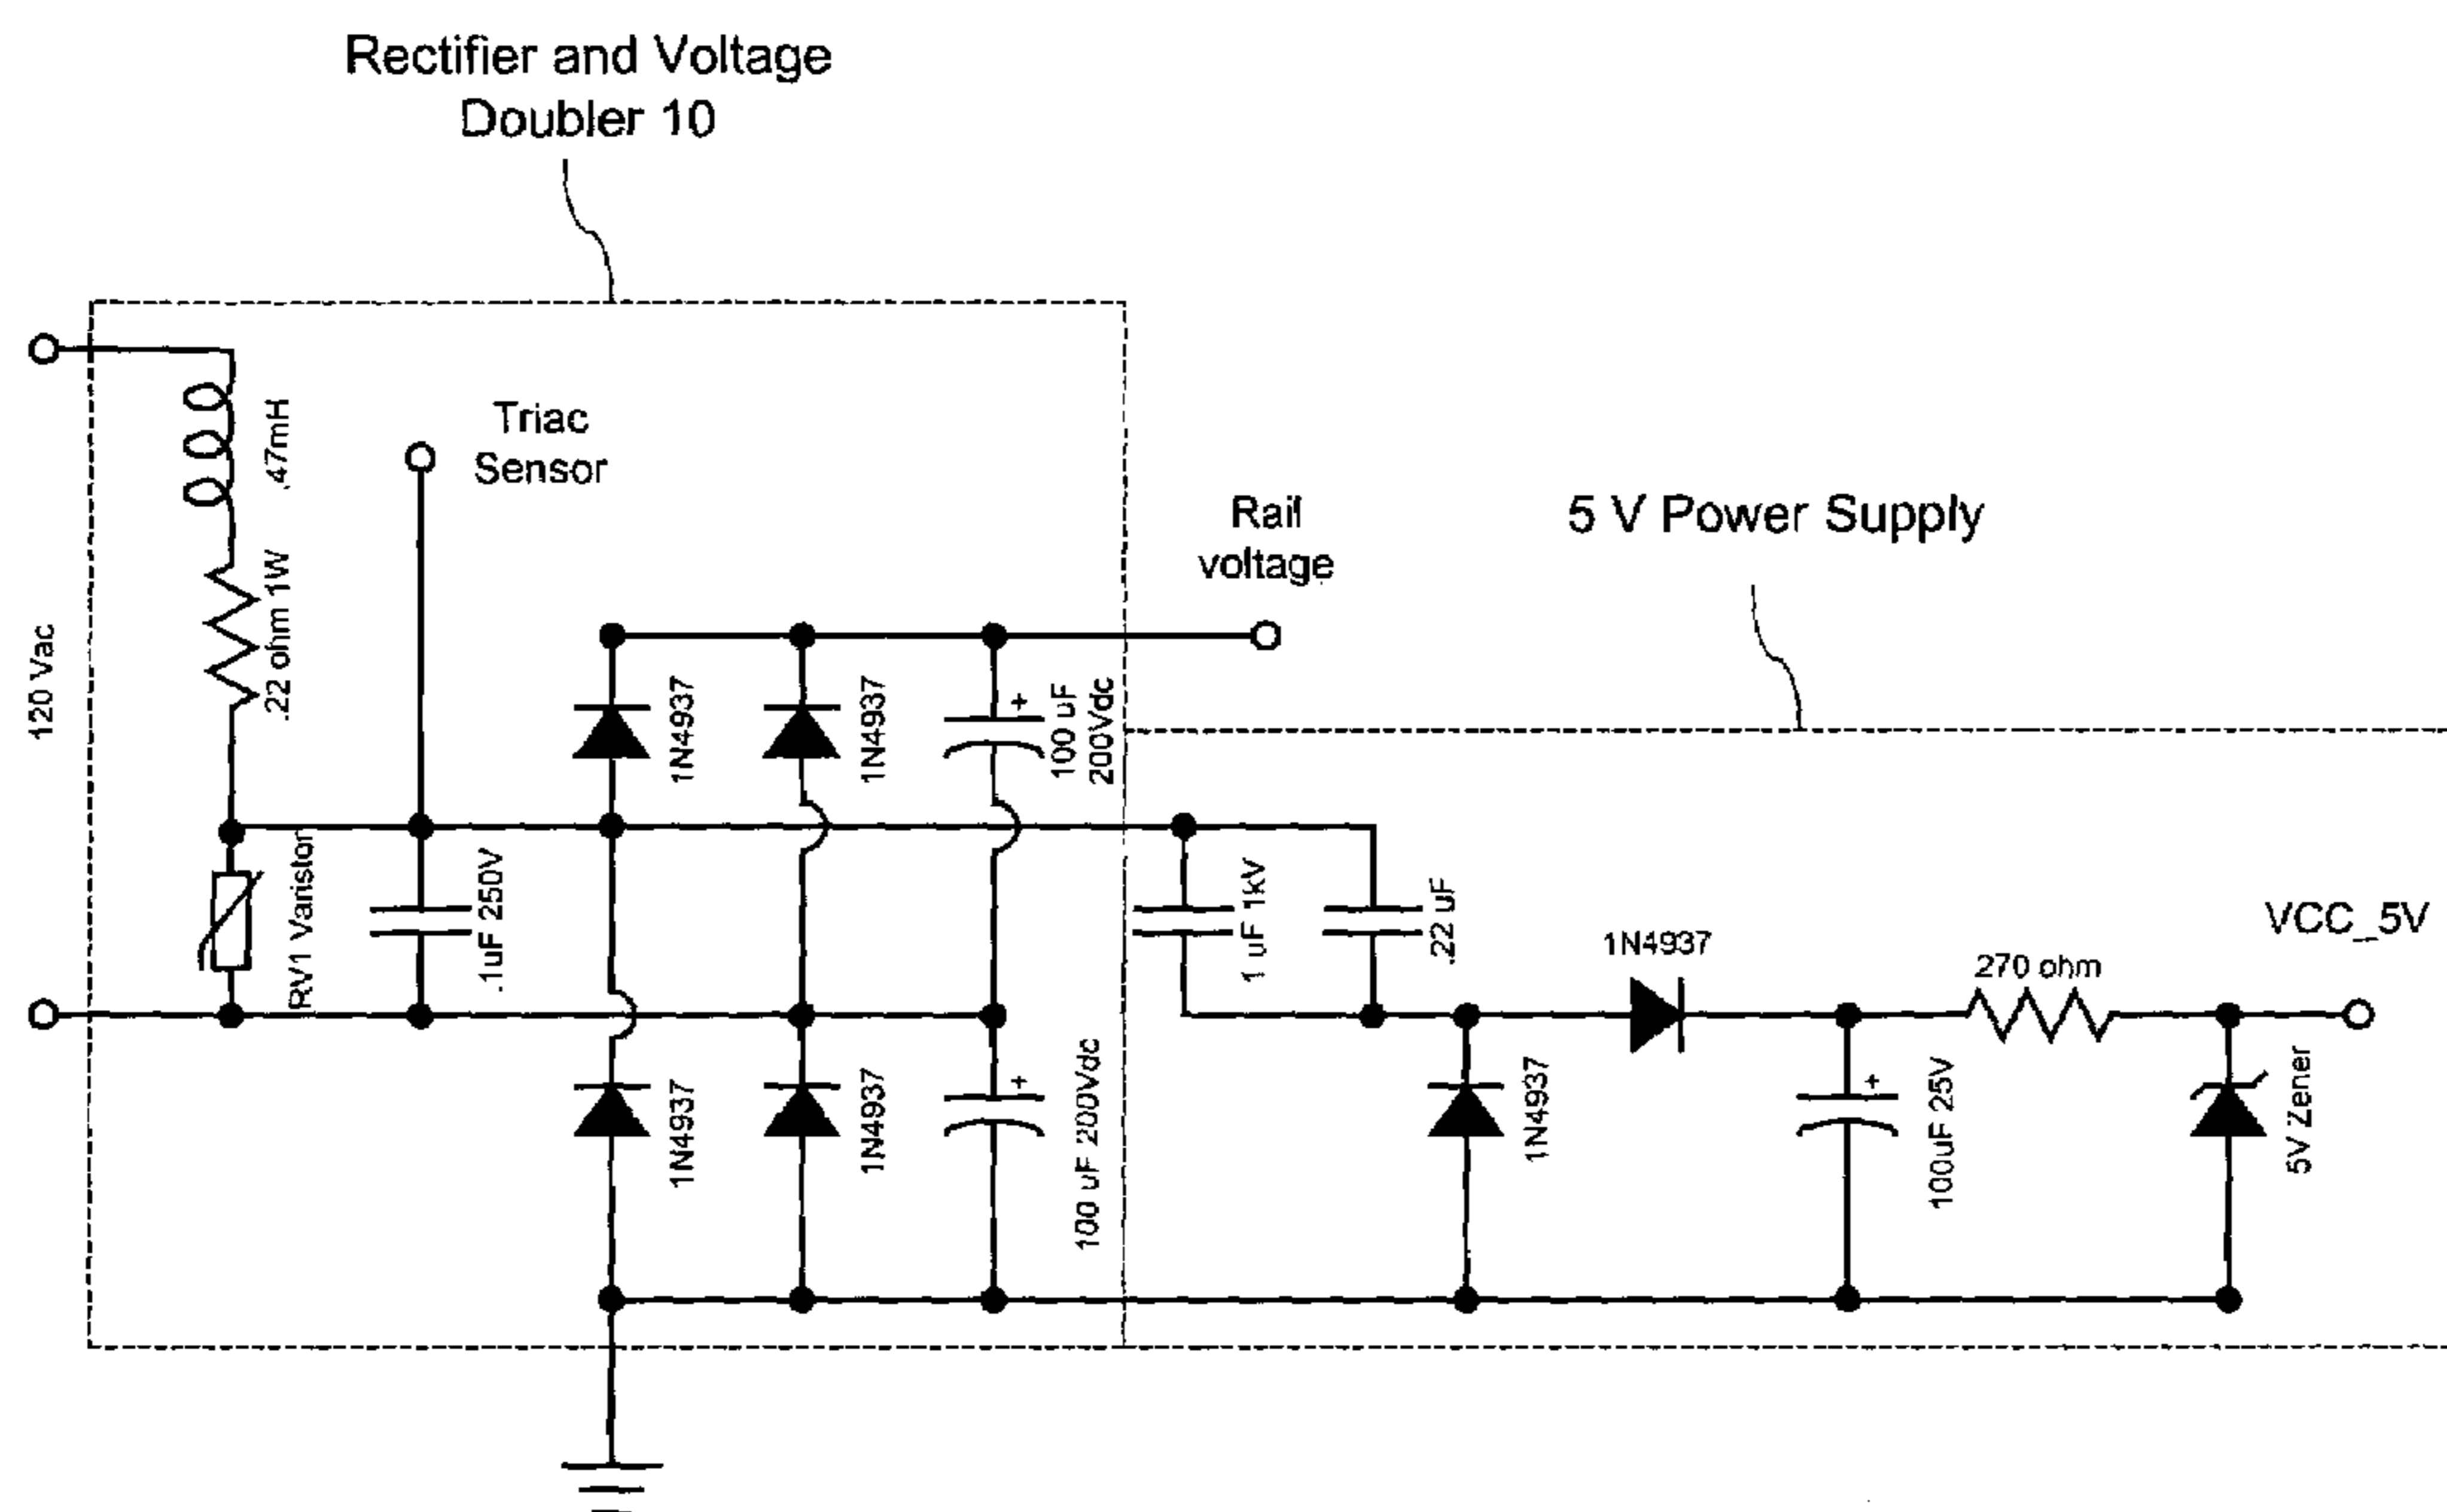 Rectifier and Voltage
Doubler 10
120 Vac
.47mH
.22 ohm 1W
Triac
Sensor
Rail
voltage
5 V Power Supply
1N4937
1N4937
+
100 uF
200Vdc
RV1 Varistor
.1uF 250V
1N4937
1N4937
+
100 uF 200Vdc
1 uF 1kV
.22 uF
1N4937
1N4937
+
100uF 25V
270 ohm
VCC_5V
5V Zener